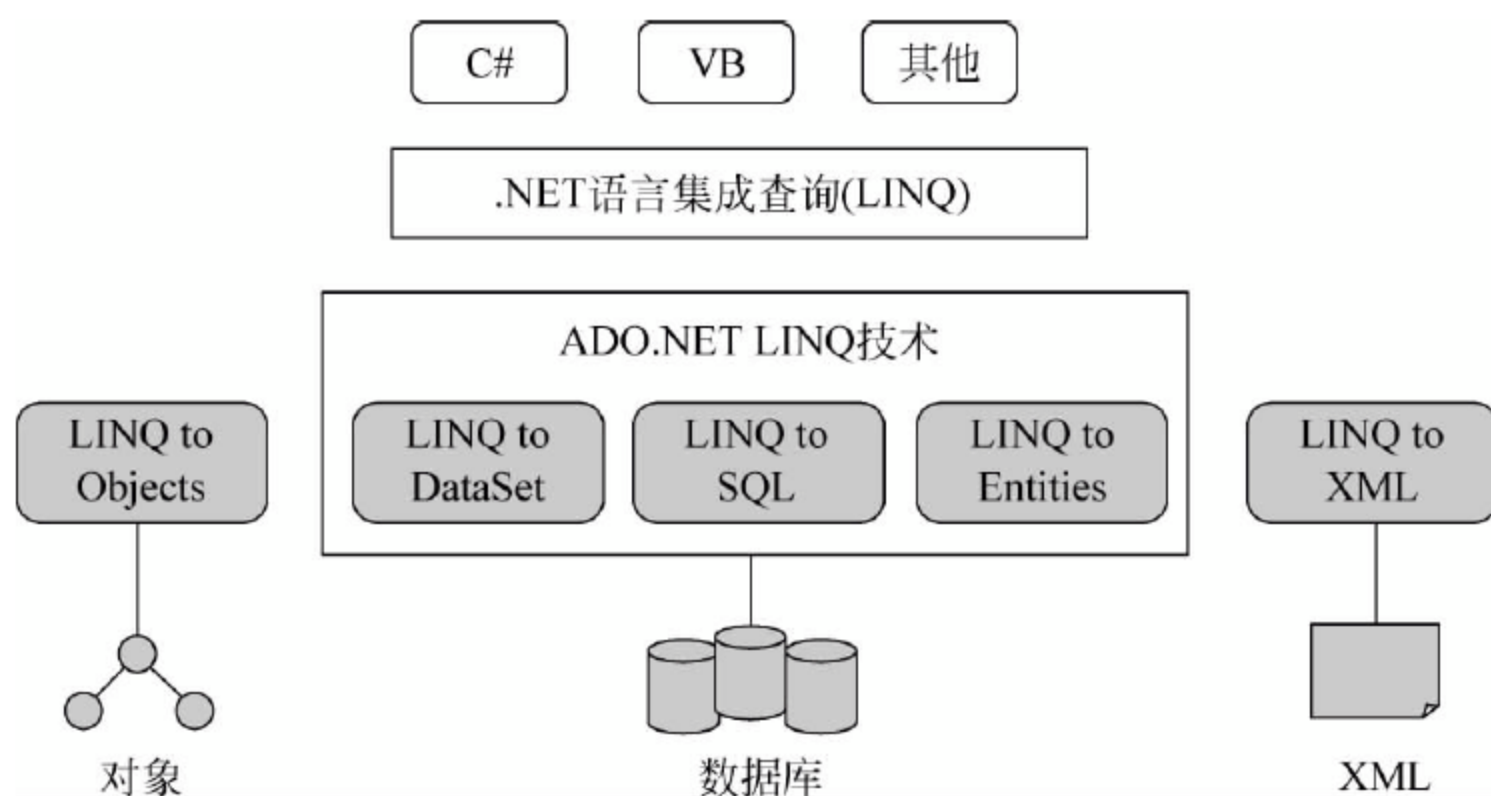 C#
VB
其他
.NET语言集成查询(LINQ)
ADO.NET LINQ技术
LINQ to
Objects
LINQ to
DataSet
LINQ to
SQL
LINQ to
Entities
LINQ to
XML
对象
数据库
XML